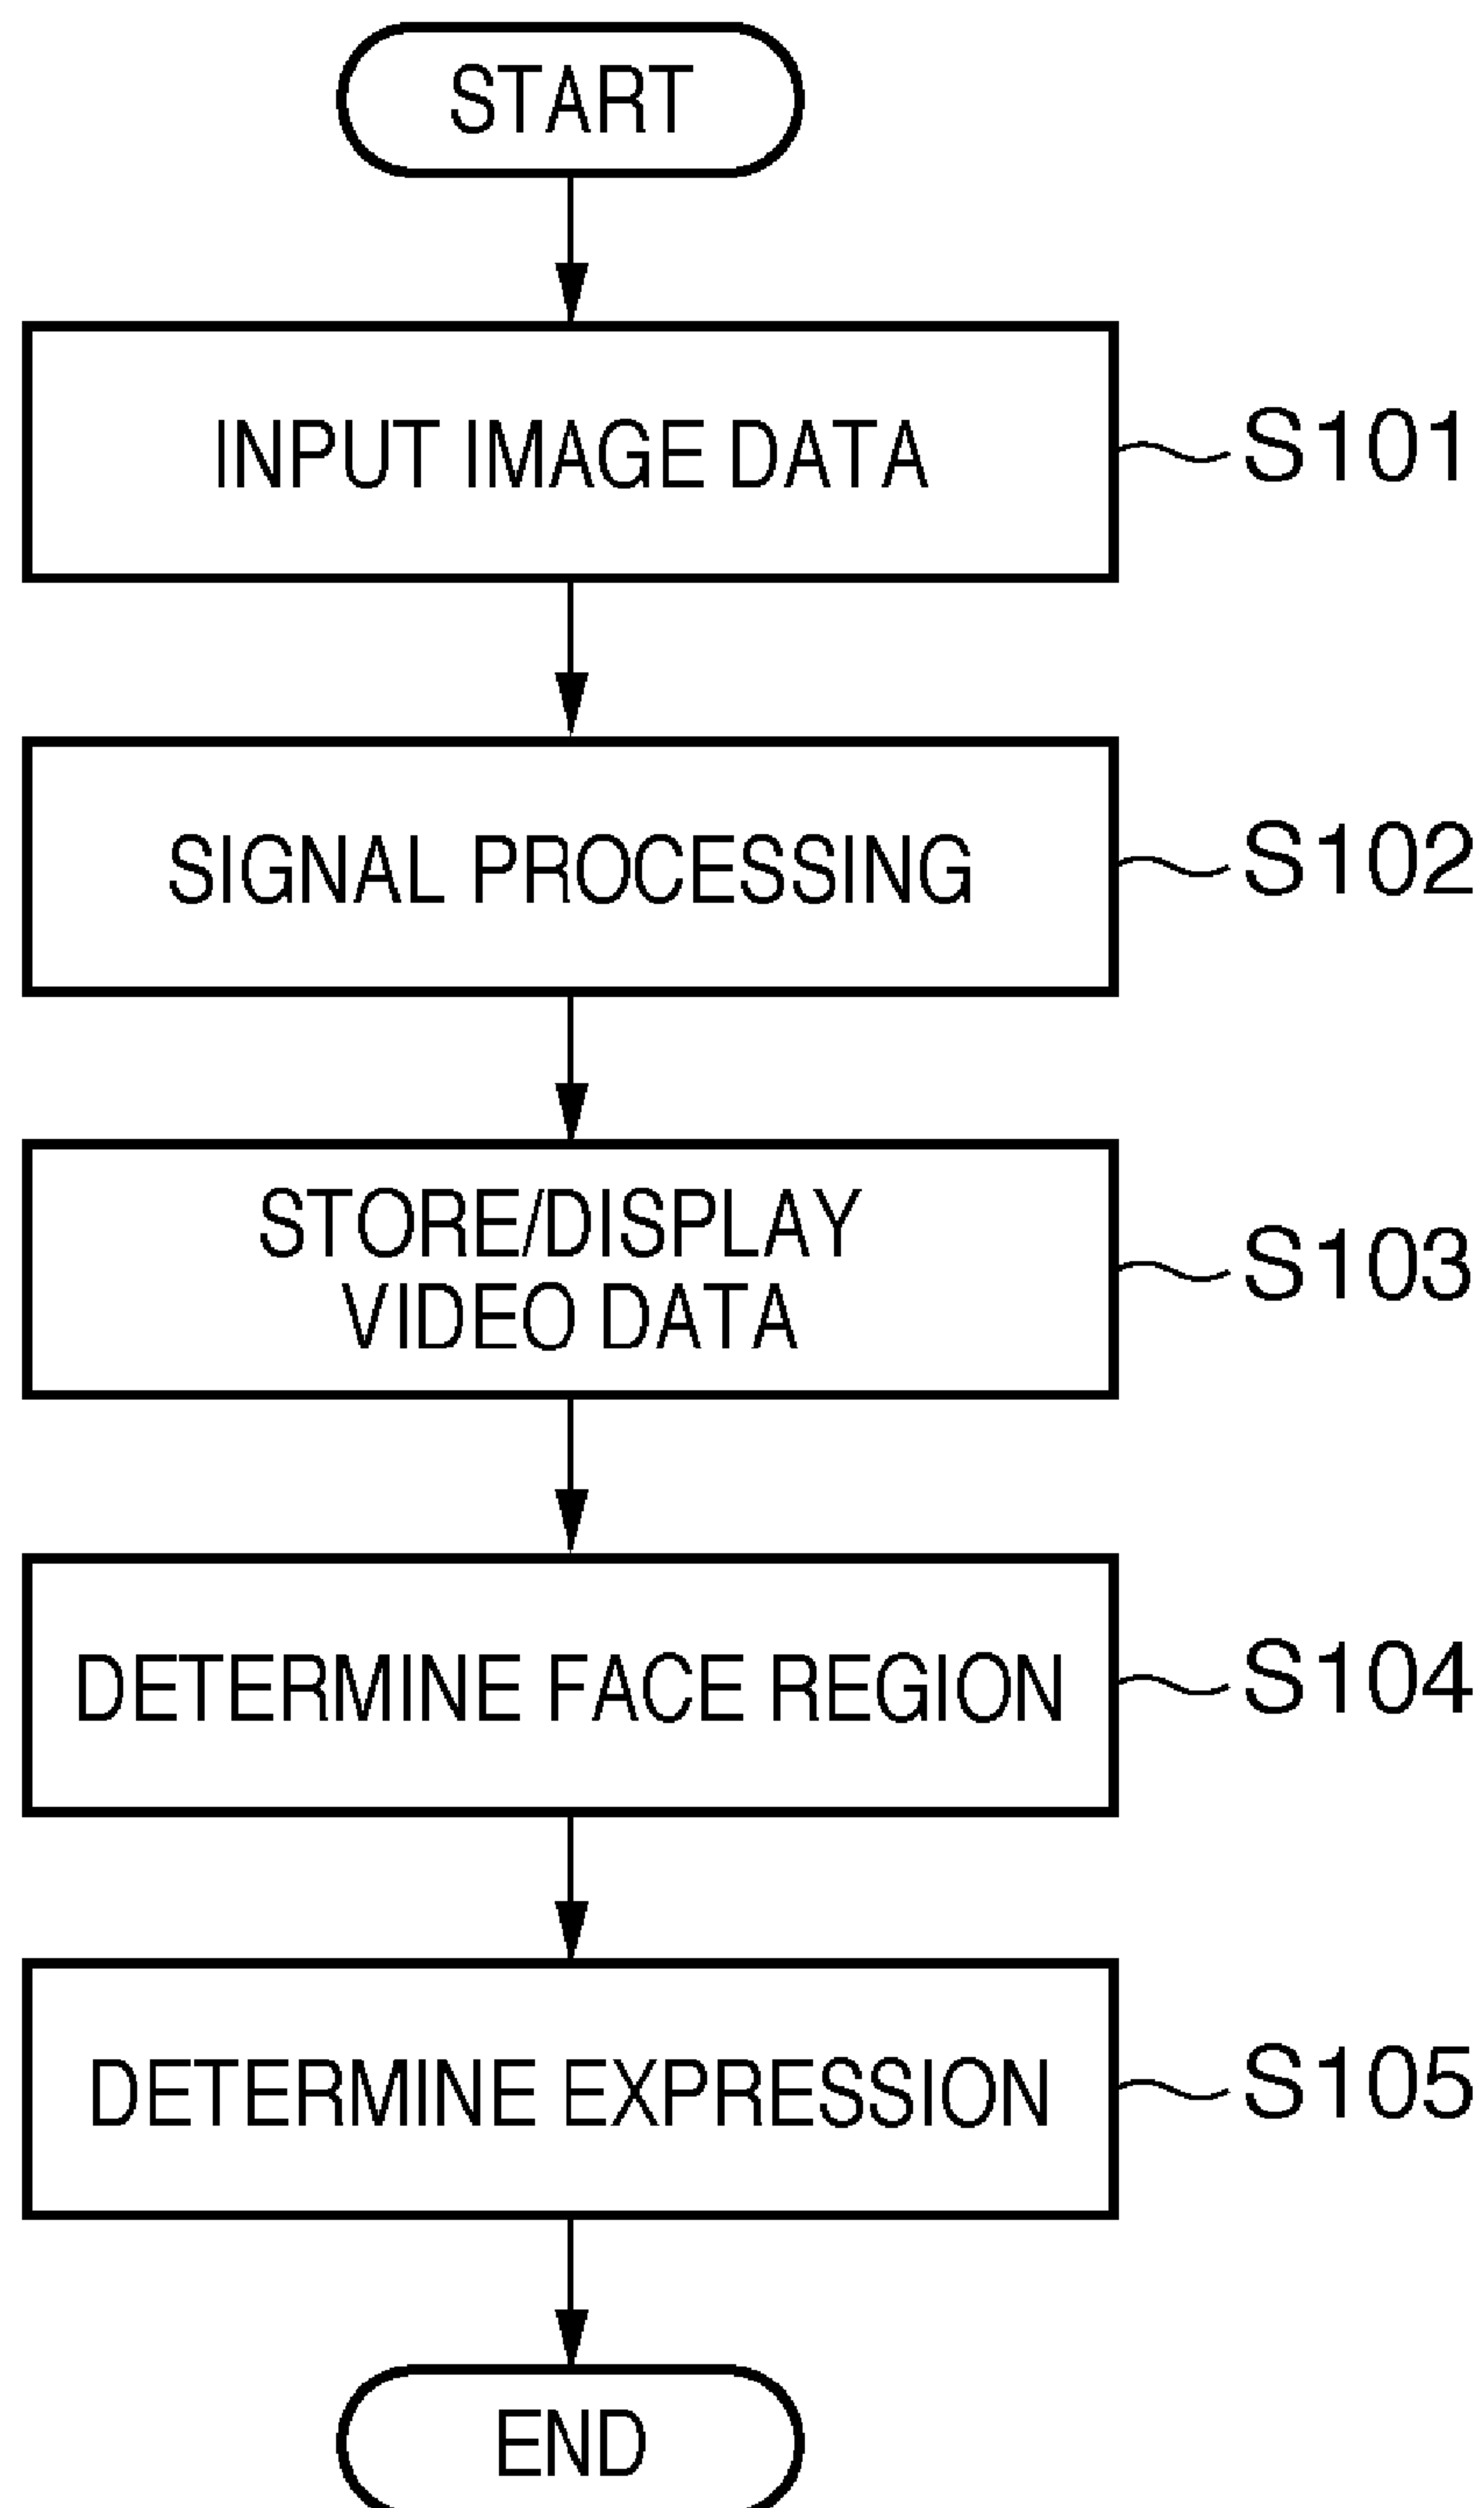 START
INPUT IMAGE DATA
S101
SIGNAL PROCESSING
S102
STORE/DISPLAY
VIDEO DATA
S103
DETERMINE FACE REGION
S104
DETERMINE EXPRESSION
S105
END